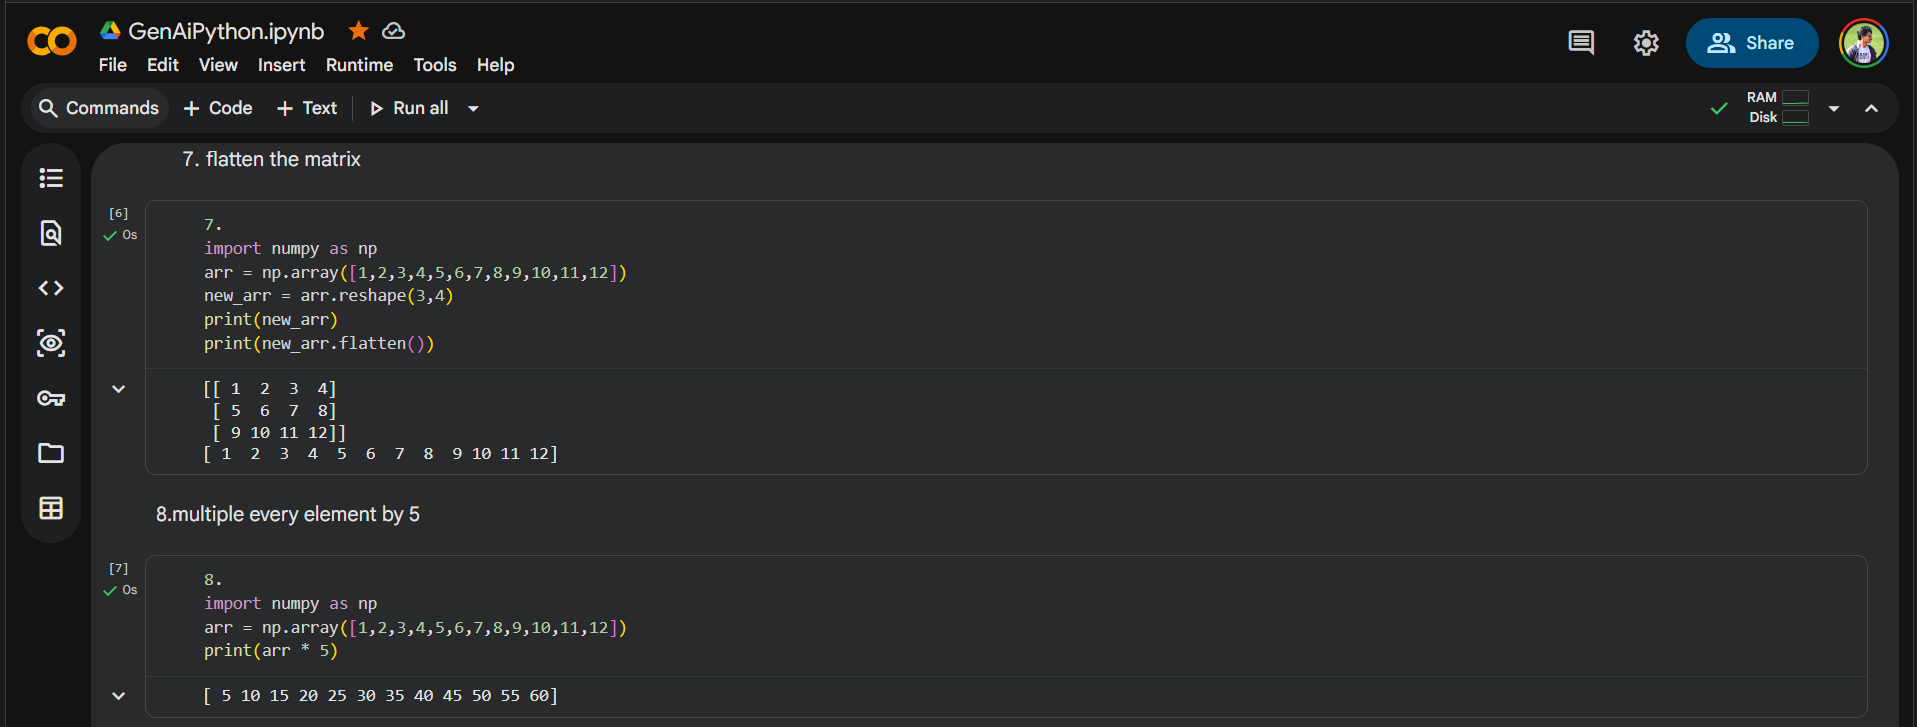 GenAiPython.ipynb
File Edit View Insert Runtime Tools Help
Share
Commands + Code + Text Run all
RAM
Disk
7. flatten the matrix
[6]
0s
7.
import numpy as np
arr = np.array([1,2,3,4,5,6,7,8,9,10,11,12])
new_arr = arr.reshape(3,4)
print(new_arr)
print(new_arr.flatten())
[[ 1  2  3  4]
 [ 5  6  7  8]
 [ 9 10 11 12]]
[ 1  2  3  4  5  6  7  8  9 10 11 12]
8.multiple every element by 5
[7]
0s
8.
import numpy as np
arr = np.array([1,2,3,4,5,6,7,8,9,10,11,12])
print(arr * 5)
[ 5 10 15 20 25 30 35 40 45 50 55 60]